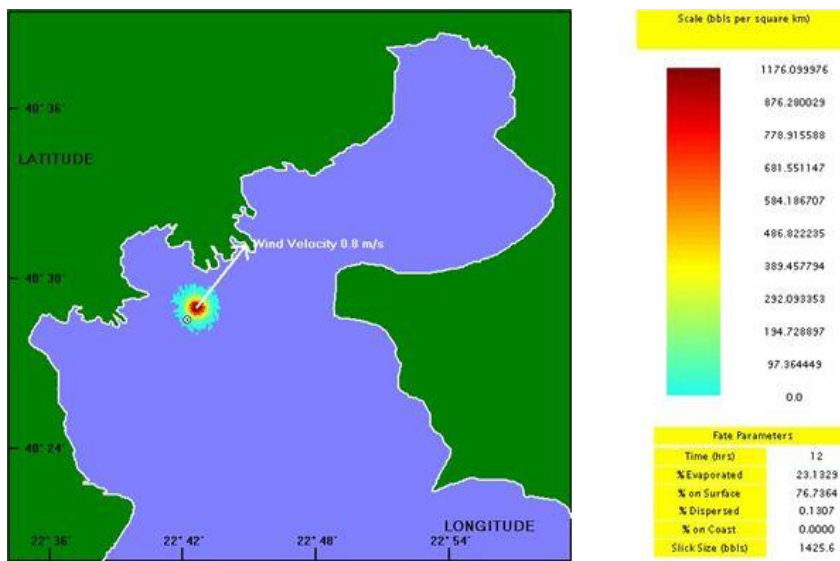 40° 36'
LATITUDE
Wind Velocity 0.8 m/s
40° 30'
40° 24'
LONGITUDE
22° 36'
22° 42'
22° 48'
22° 54'
Scale (bbls per square km)
1176.099976
876.280029
778.915588
681.551147
584.186707
486.822235
389.457794
292.093353
194.728897
97.364449
0.0
Fate Parameters
Time (hrs) 12
% Evaporated 23.1329
% on Surface 76.7364
% Dispersed 0.1307
% on Coast 0.0000
Slick Size (bbls) 1425.6